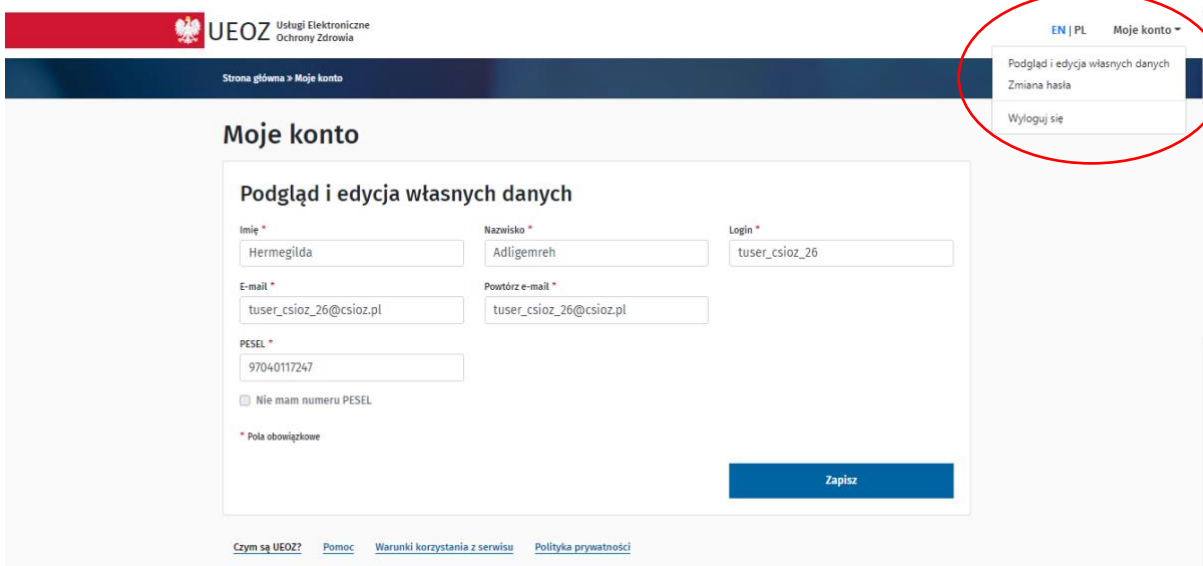 UEOZ Usługi Elektroniczne
Ochrony Zdrowia
EN | PL Moje konto
Podgląd i edycja własnych danych
Zmiana hasła
Wyloguj się
Strona główna » Moje konto
Moje konto
Podgląd i edycja własnych danych
Imię * Nazwisko * Login *
Hermegilda Adligemreh tuser_csioz_26
E-mail * Powtórz e-mail *
tuser_csioz_26@csioz.pl tuser_csioz_26@csioz.pl
PESEL *
97040117247
Nie mam numeru PESEL
* Pola obowiązkowe
Zapisz
Czym są UEOZ? Pomoc Warunki korzystania z serwisu Polityka prywatności